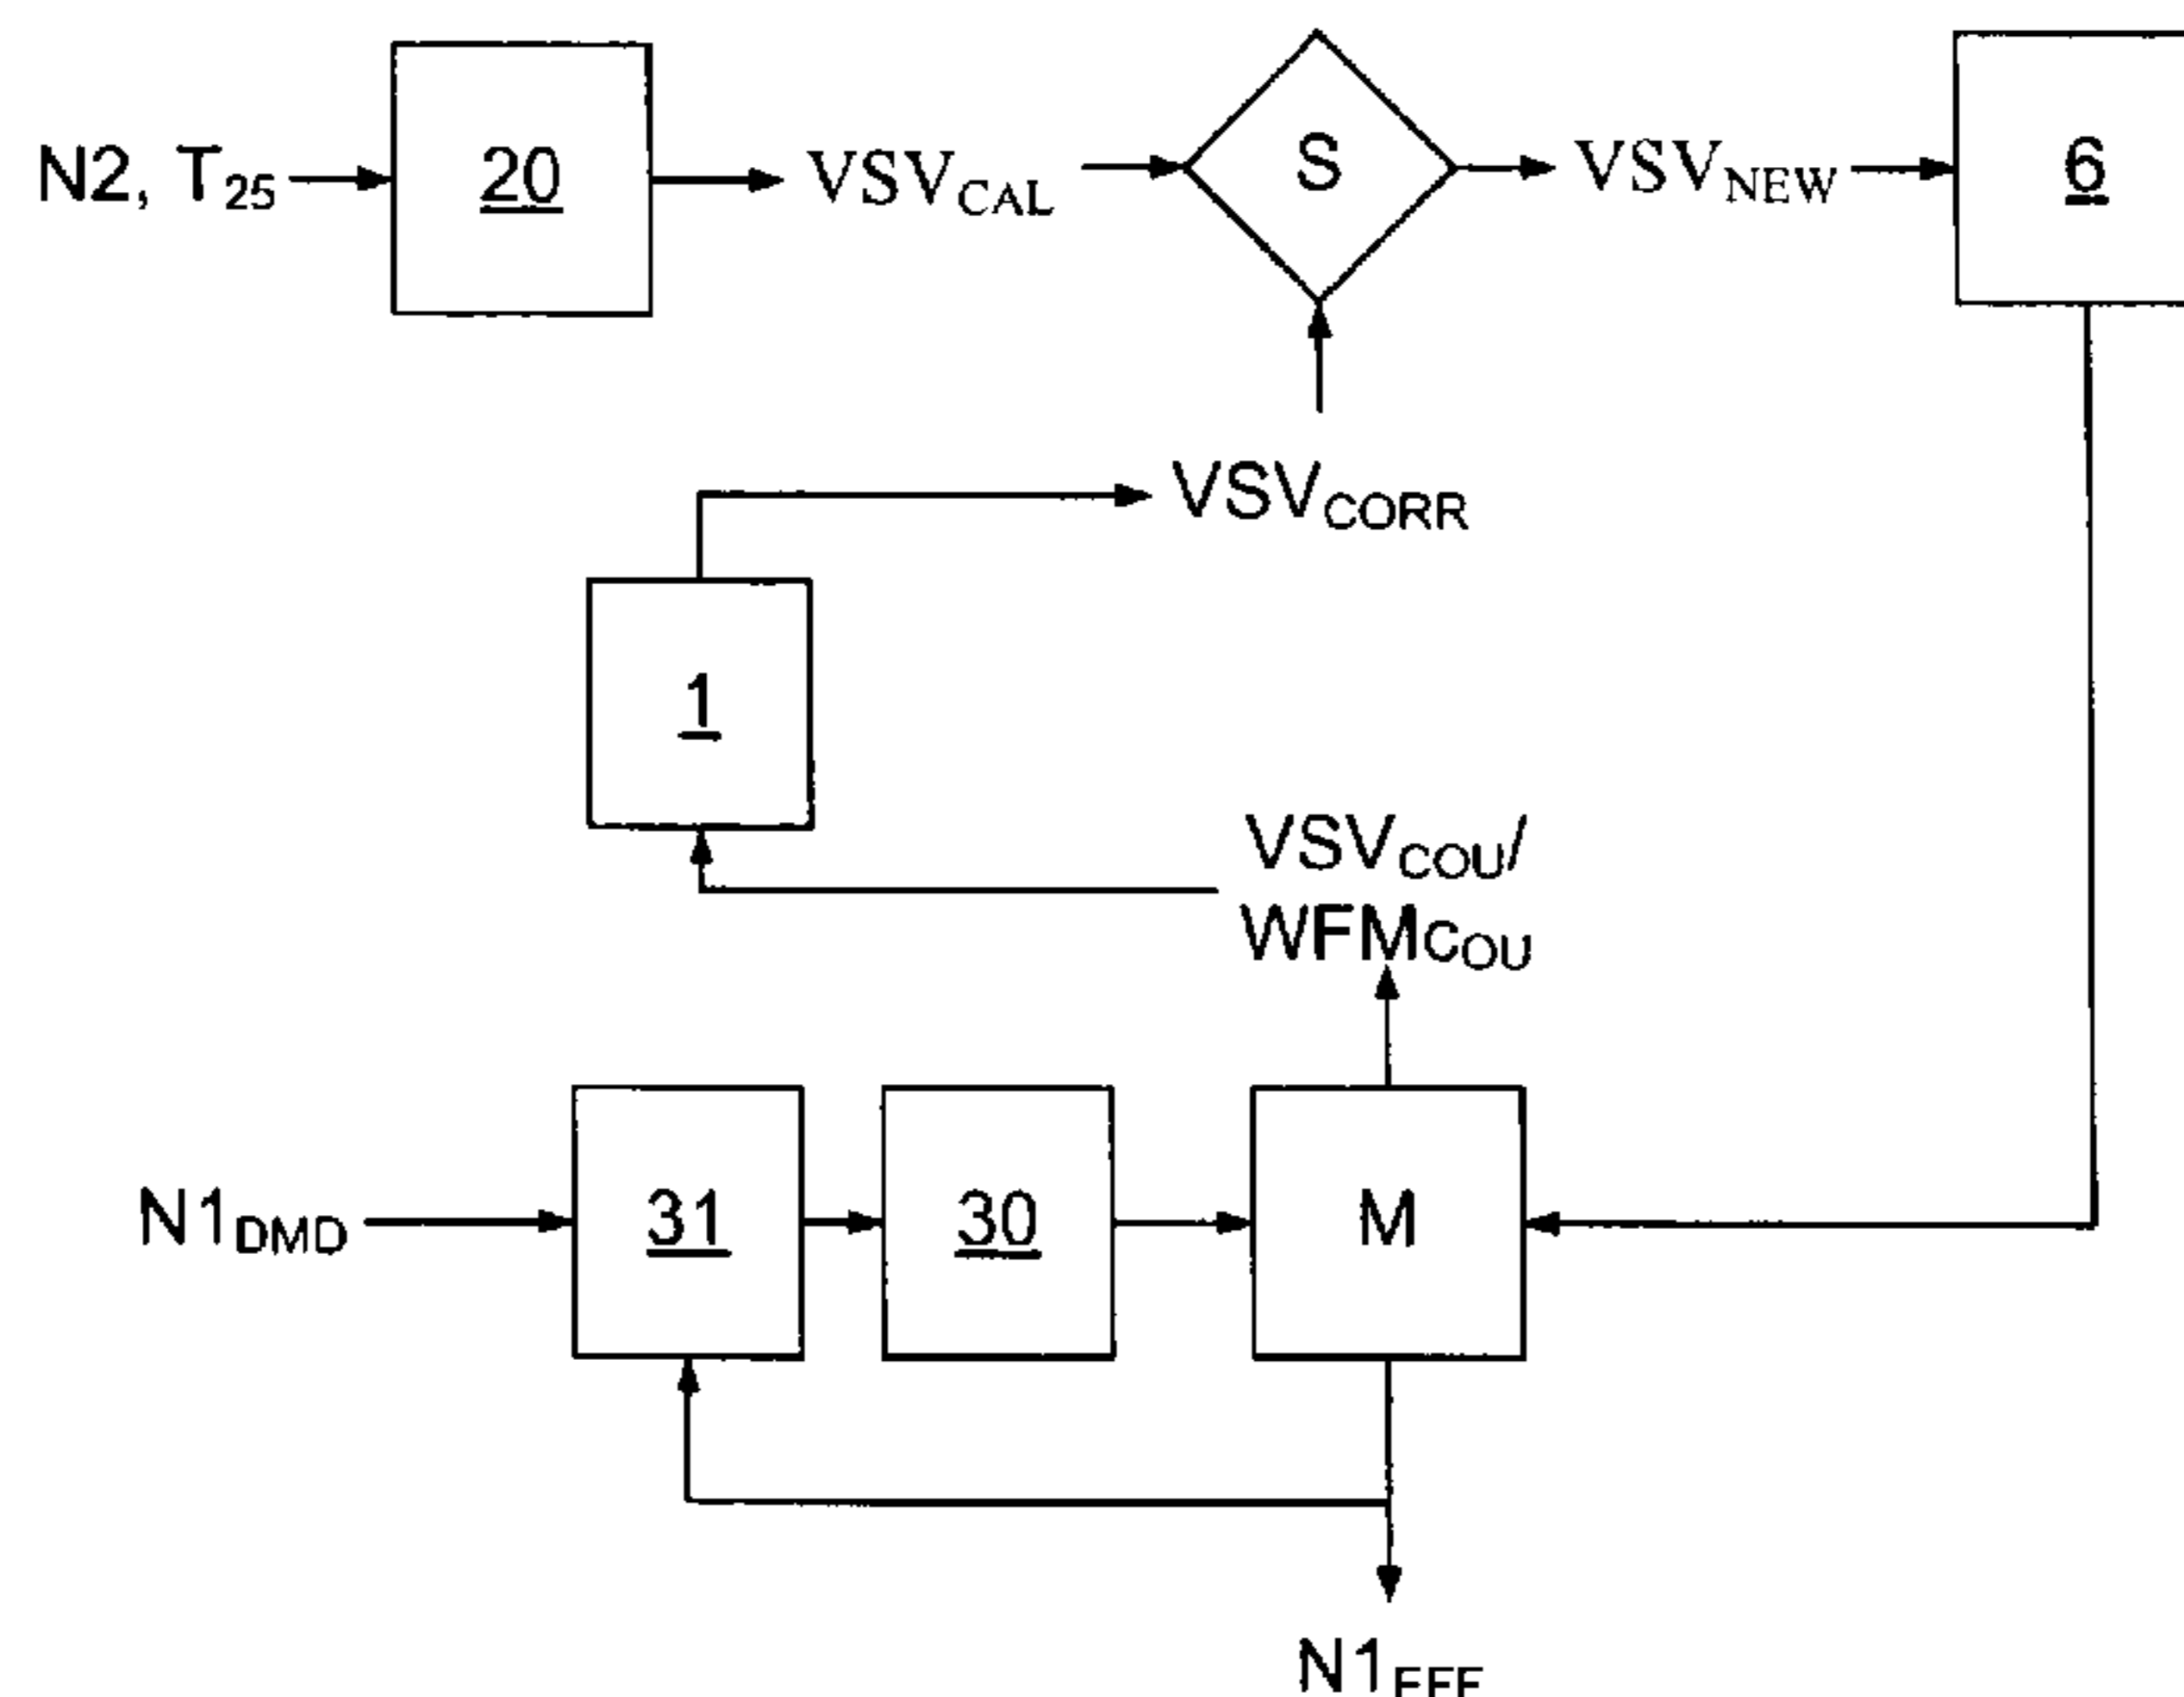 N2, T25
20
VSVCAL
S
VSVNEW
6
VSVCORR
1
VSVCOU/
WFMCOU
N1DMD
31
30
M
N1EFF